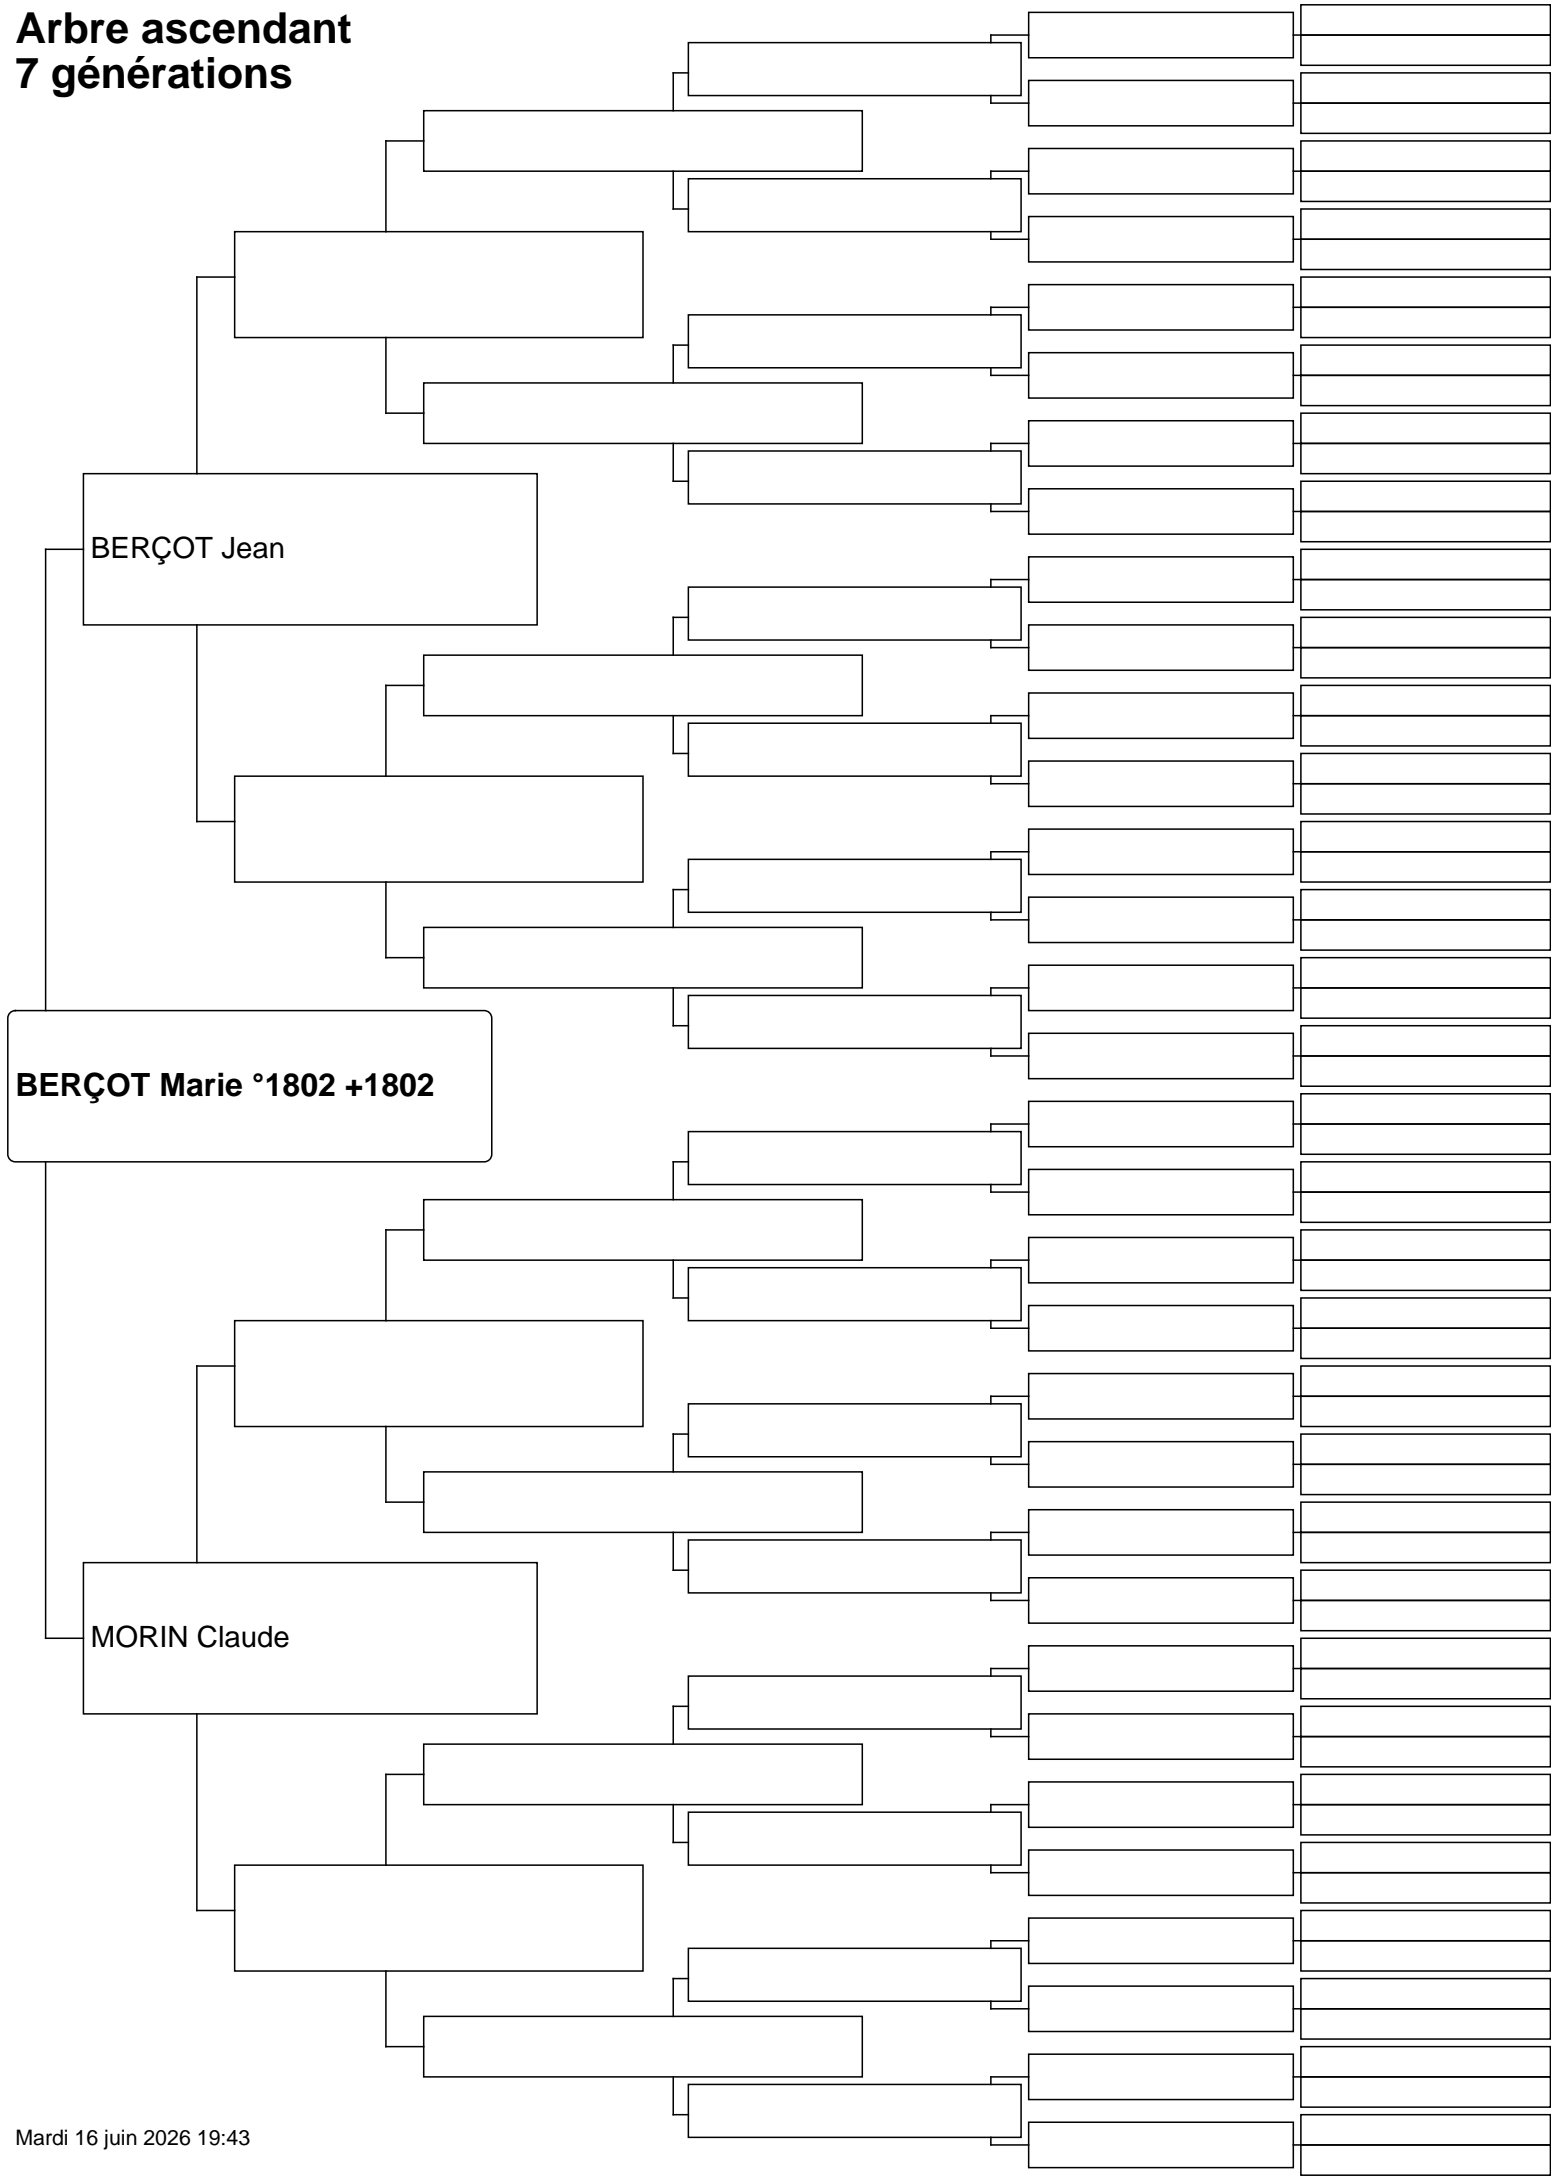 Arbre ascendant
7 générations
BERÇOT Jean
BERÇOT Marie °1802 +1802
MORIN Claude
Mardi 16 juin 2026 19:43